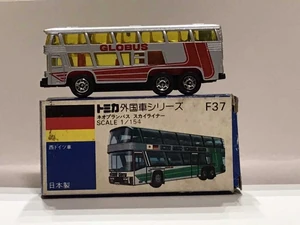 GLOBUS
トミカ外国車シリーズ F37
ネオプランバス スカイライナー
SCALE 1/154
西ドイツ車
日本製